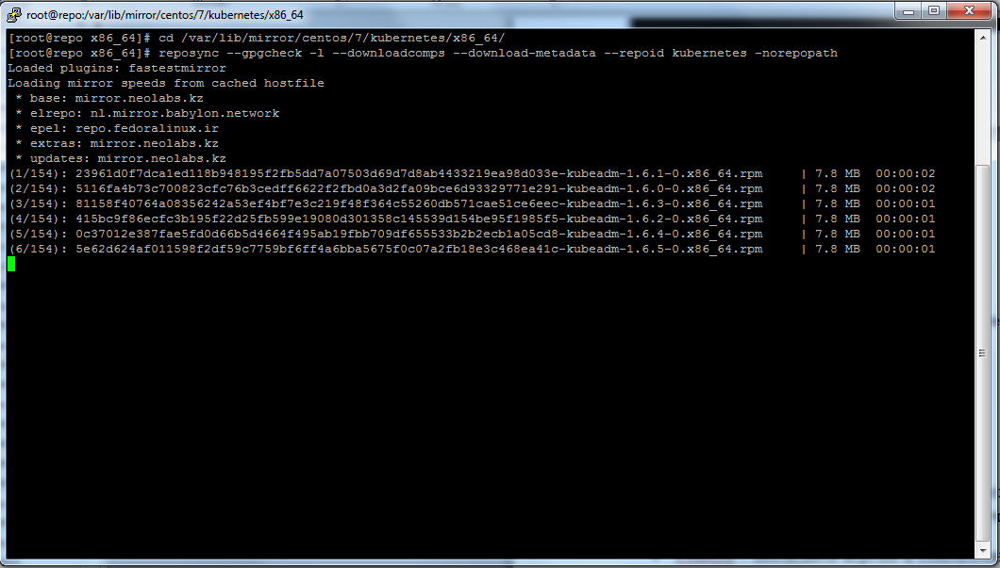 root@repo:/var/lib/mirror/centos/7/kubernetes/x86_64
[root@repo x86_64]# cd /var/lib/mirror/centos/7/kubernetes/x86_64/
[root@repo x86_64]# reposync --gpgcheck -l --downloadcomps --download-metadata --repoid kubernetes -norepopath
Loaded plugins: fastestmirror
Loading mirror speeds from cached hostfile
 * base: mirror.neolabs.kz
 * elrepo: nl.mirror.babylon.network
 * epel: repo.fedoralinux.ir
 * extras: mirror.neolabs.kz
 * updates: mirror.neolabs.kz
(1/154): 23961d0f7dca1ed118b948195f2fb5dd7a07503d69d7d8ab4433219ea98d033e-kubeadm-1.6.1-0.x86_64.rpm | 7.8 MB 00:00:02
(2/154): 5116fa4b73c700823cfc76b3cedff6622f2fbd0a3d2fa09bce6d93329771e291-kubeadm-1.6.0-0.x86_64.rpm | 7.8 MB 00:00:02
(3/154): 81158f40764a08356242a53ef4bf7e3c219f48f364c55260db571cae51ce6eec-kubeadm-1.6.3-0.x86_64.rpm | 7.8 MB 00:00:01
(4/154): 415bc9f86ecfc3b195f22d25fb599e19080d301358c145539d154be95f1985f5-kubeadm-1.6.2-0.x86_64.rpm | 7.8 MB 00:00:01
(5/154): 0c37012e387fae5fd0d66b5d4664f495ab19fbb709df655533b2b2ecb1a05cd8-kubeadm-1.6.4-0.x86_64.rpm | 7.8 MB 00:00:01
(6/154): 5e62d624af011598f2df59c7759bf6ff4a6bba5675f0c07a2fb18e3c468ea41c-kubeadm-1.6.5-0.x86_64.rpm | 7.8 MB 00:00:01